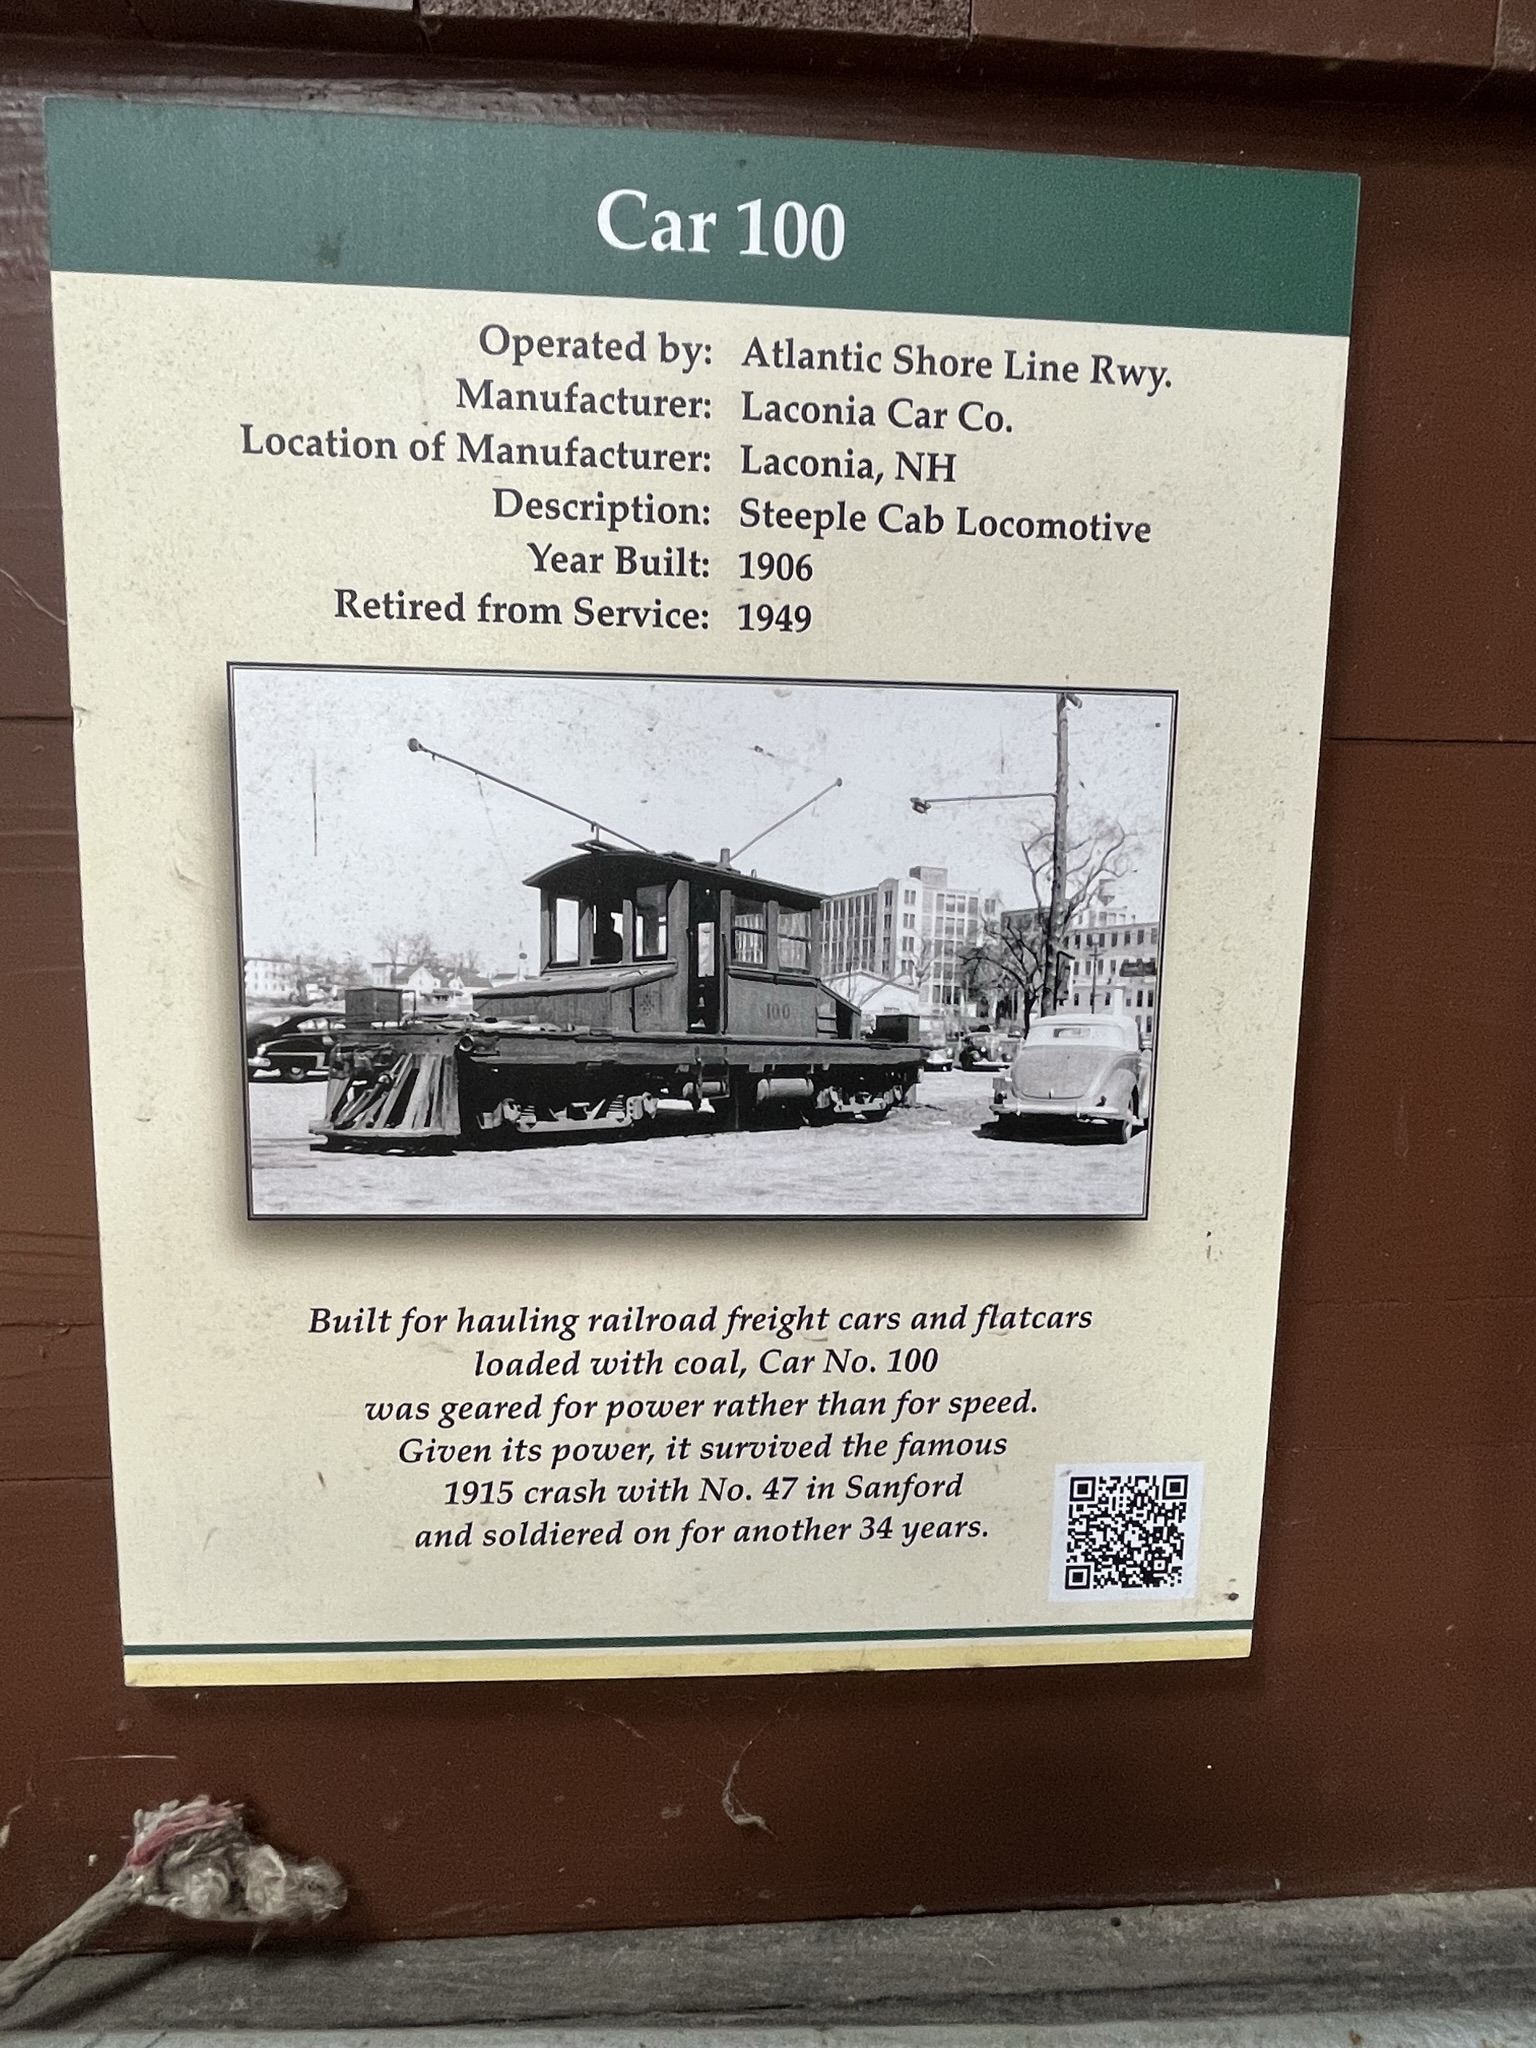 Car 100
Operated by: Atlantic Shore Line Rwy.
Manufacturer: Laconia Car Co.
Location of Manufacturer: Laconia, NH
Description: Steeple Cab Locomotive
Year Built: 1906
Retired from Service: 1949
100
Built for hauling railroad freight cars and flatcars
loaded with coal, Car No. 100
was geared for power rather than for speed.
Given its power, it survived the famous
1915 crash with No. 47 in Sanford
and soldiered on for another 34 years.